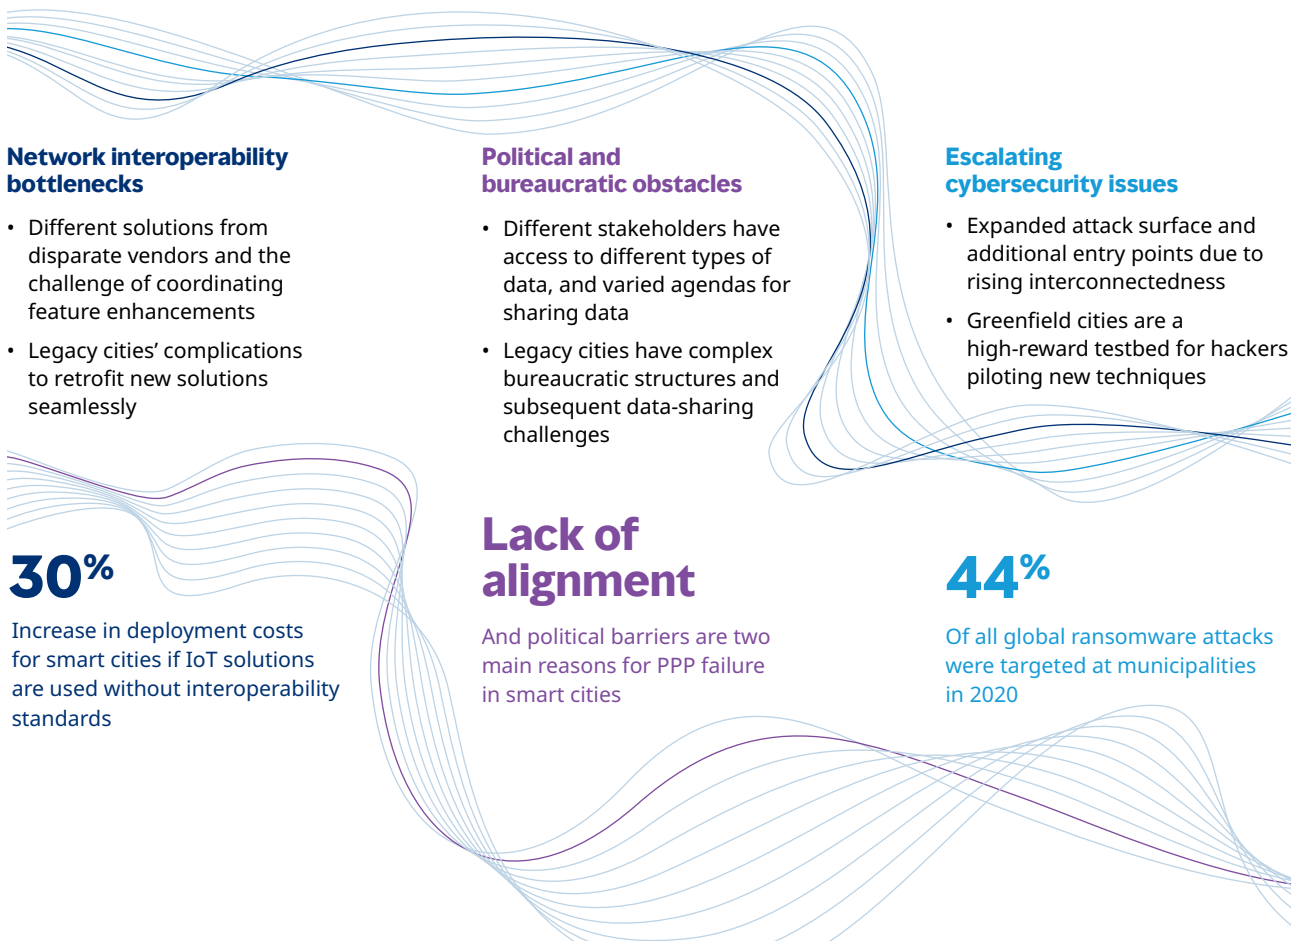 Network interoperability
bottlenecks
• Different solutions from
disparate vendors and the
challenge of coordinating
feature enhancements
• Legacy cities’ complications
to retrofit new solutions
seamlessly
30%
Increase in deployment costs
for smart cities if IoT solutions
are used without interoperability
standards
Political and
bureaucratic obstacles
• Different stakeholders have
access to different types of
data, and varied agendas for
sharing data
• Legacy cities have complex
bureaucratic structures and
subsequent data-sharing
challenges
Lack of
alignment
And political barriers are two
main reasons for PPP failure
in smart cities
Escalating
cybersecurity issues
• Expanded attack surface and
additional entry points due to
rising interconnectedness
• Greenfield cities are a
high-reward testbed for hackers
piloting new techniques
44%
Of all global ransomware attacks
were targeted at municipalities
in 2020